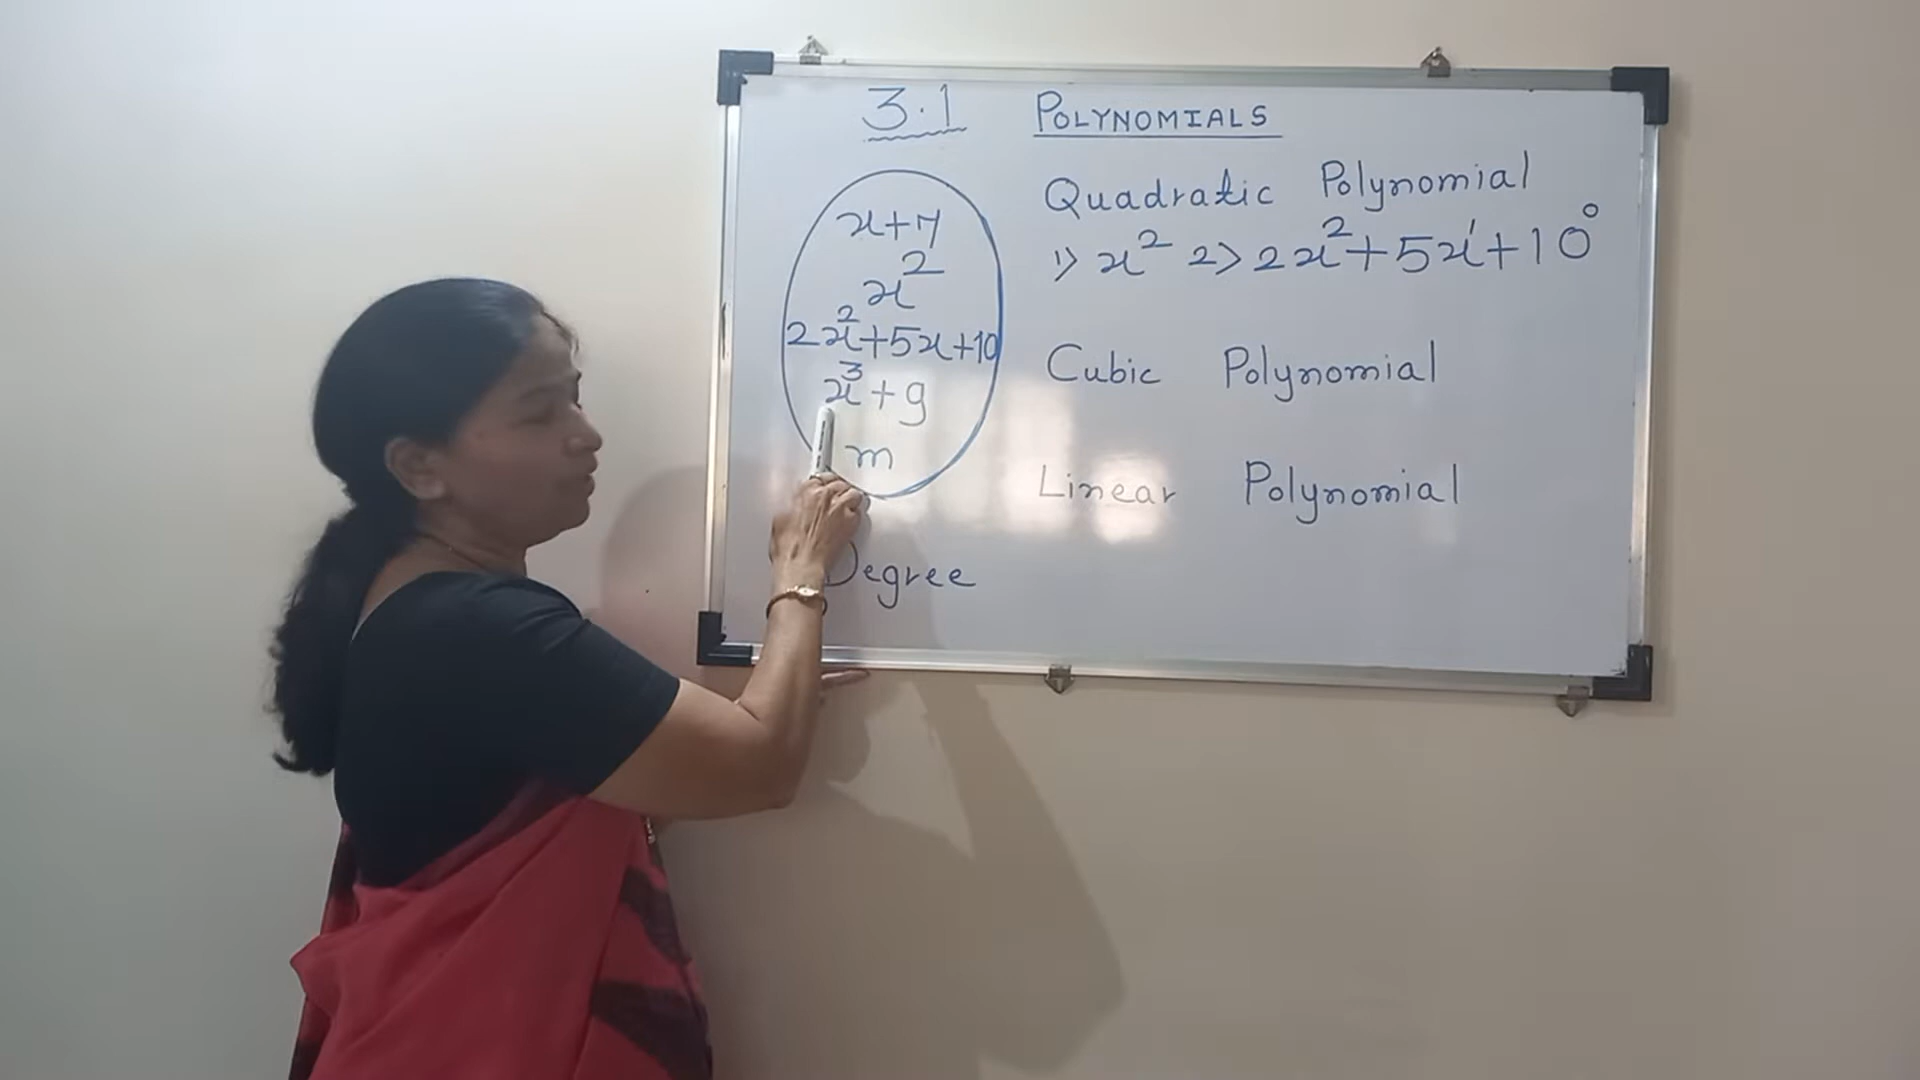 3.1 POLYNOMIALS
x+7
x²
2x²+5x+10
x³+9
m
Degree
Quadratic Polynomial
1) x² 2) 2x²+5x¹+10⁰
Cubic Polynomial
Linear Polynomial